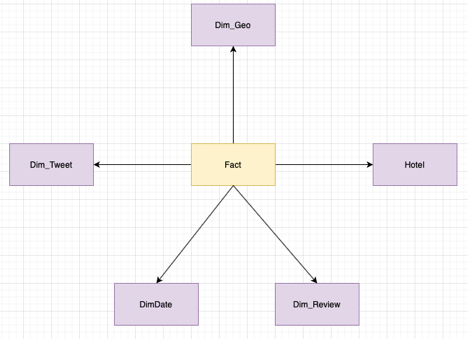 Dim_Geo
Dim_Tweet
Fact
Hotel
DimDate
Dim_Review